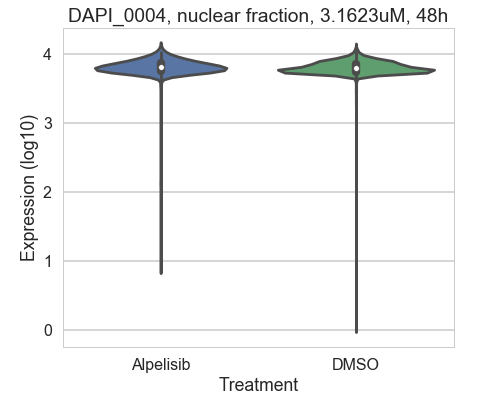 DAPI_0004, nuclear fraction, 3.1623uM, 48h
4
3
2
1
0
Expression (log10)
Alpelisib DMSO
Treatment